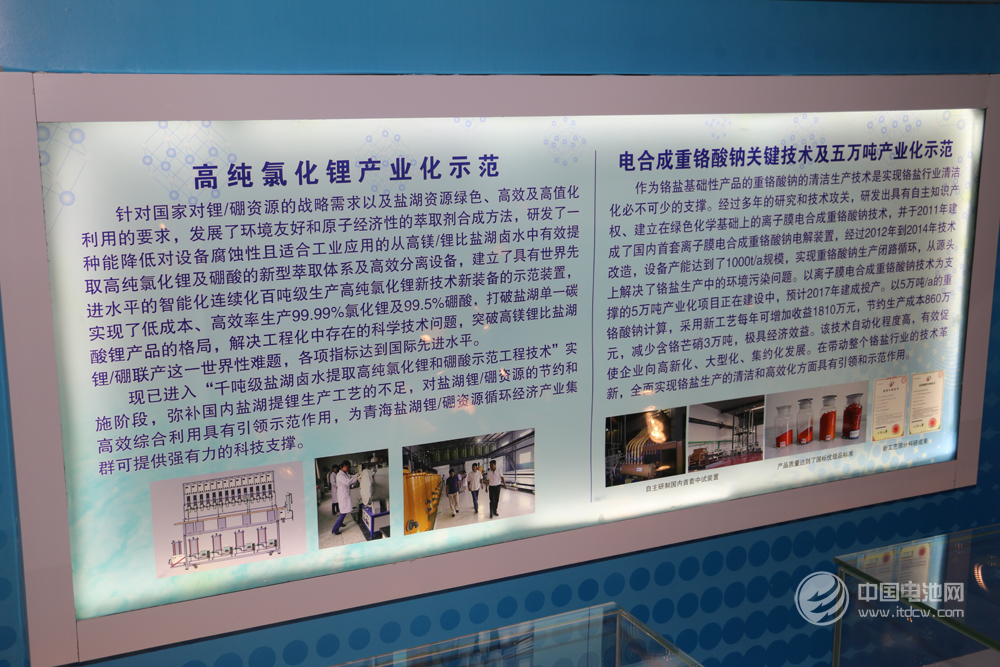 高纯氯化锂产业化示范
针对国家对锂/硼资源的战略需求以及盐湖资源绿色、高效及高值化
利用的要求，发展了环境友好和原子经济性的萃取剂合成方法，研发了一
种能降低对设备腐蚀性且适合工业应用的从高镁/锂比盐湖卤水中有效提
取高纯氯化锂及硼酸的新型萃取体系及高效分离设备，建立了具有世界先
进水平的智能化连续化百吨级生产高纯氯化锂新技术新装备的示范装置，
实现了低成本、高效率生产99.99%氯化锂及99.5%硼酸，打破盐湖单一碳
酸锂产品的格局，解决工程化中存在的科学技术问题，突破高镁锂比盐湖
锂/硼联产这一世界性难题，各项指标达到国际先进水平。
现已进入“千吨级盐湖卤水提取高纯氯化锂和硼酸示范工程技术”实
施阶段，弥补国内盐湖提锂生产工艺的不足，对盐湖锂/硼资源的节约和
高效综合利用具有引领示范作用，为青海盐湖锂/硼资源循环经济产业集
群可提供强有力的科技支撑。
电合成重铬酸钠关键技术及五万吨产业化示范
作为铬盐基础性产品的重铬酸钠的清洁生产技术是实现铬盐行业清洁
化必不可少的支撑。经过多年的研究和技术攻关，研发出具有自主知识产
权、建立在绿色化学基础上的离子膜电合成重铬酸钠技术，并于2011年建
成了国内首套离子膜电合成重铬酸钠电解装置，经过2012年到2014年技术
改造，设备产能达到了1000t/a规模，实现重铬酸钠生产闭路循环，从源头
上解决了铬盐生产中的环境污染问题。以离子膜电合成重铬酸钠技术为支
撑的5万吨产业化项目正在建设中，预计2017年建成投产。以5万吨/a的重
铬酸钠计算，采用新工艺每年可增加收益1810万元，节约生产成本860万
元，减少含铬芒硝3万吨，极具经济效益。该技术自动化程度高，有效促
使企业向高新化、大型化、集约化发展。在带动整个铬盐行业的技术革
新，全面实现铬盐生产的清洁和高效化方面具有引领和示范作用。
自主研制国内首套中试装置
产品质量达到了国标优级品标准
中国电池网
www.itdcw.com